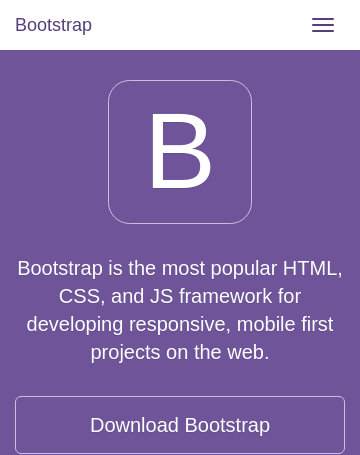 Bootstrap
B
Bootstrap is the most popular HTML,
CSS, and JS framework for
developing responsive, mobile first
projects on the web.
Download Bootstrap